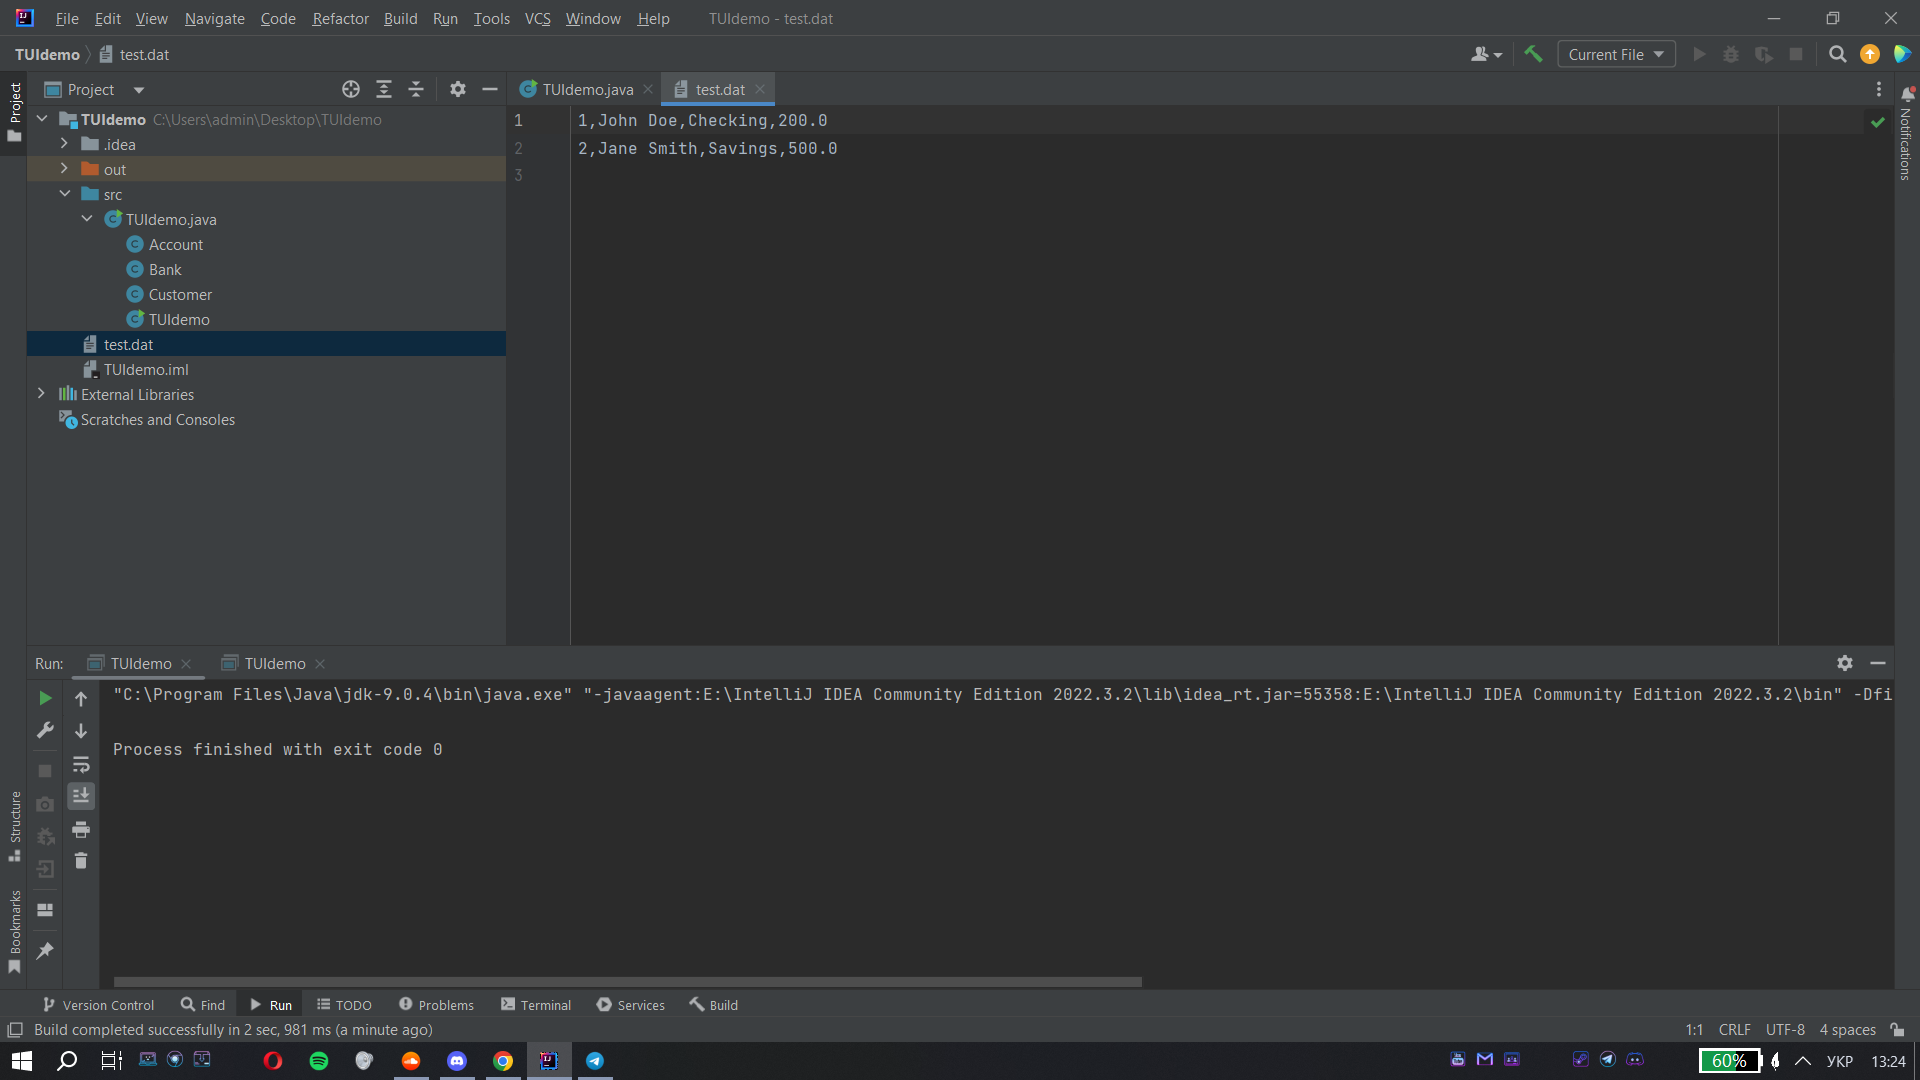 File Edit View Navigate Code Refactor Build Run Tools VCS Window Help TUIdemo - test.dat
TUIdemo test.dat
Current File
Project
Project
TUIdemo.java
test.dat
TUIdemo C:\Users\admin\Desktop\TUIdemo
.idea
out
src
TUIdemo.java
Account
Bank
Customer
TUIdemo
test.dat
TUIdemo.iml
External Libraries
Scratches and Consoles
1 1,John Doe,Checking,200.0
2 2,Jane Smith,Savings,500.0
3
Notifications
Run: TUIdemo TUIdemo
"C:\Program Files\Java\jdk-9.0.4\bin\java.exe" "-javaagent:E:\IntelliJ IDEA Community Edition 2022.3.2\lib\idea_rt.jar=55358:E:\IntelliJ IDEA Community Edition 2022.3.2\bin" -Dfi
Process finished with exit code 0
Structure
Bookmarks
Version Control Find Run TODO Problems Terminal Services Build
Build completed successfully in 2 sec, 981 ms (a minute ago)
1:1 CRLF UTF-8 4 spaces
60% УКР 13:24